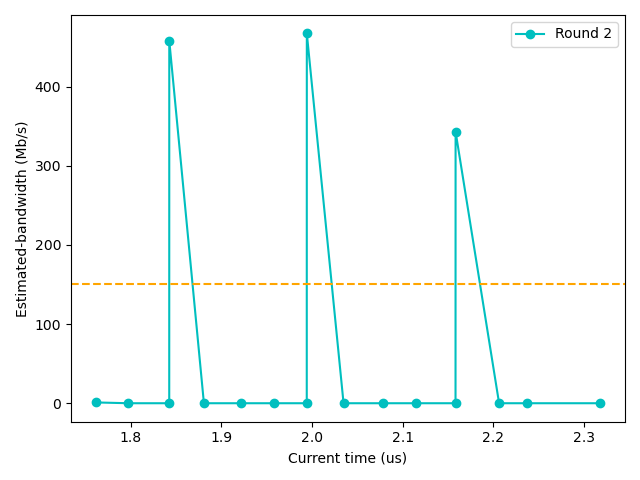 Round 2
Estimated-bandwidth (Mb/s)
400
300
200
100
0
1.8 1.9 2.0 2.1 2.2 2.3
Current time (us)